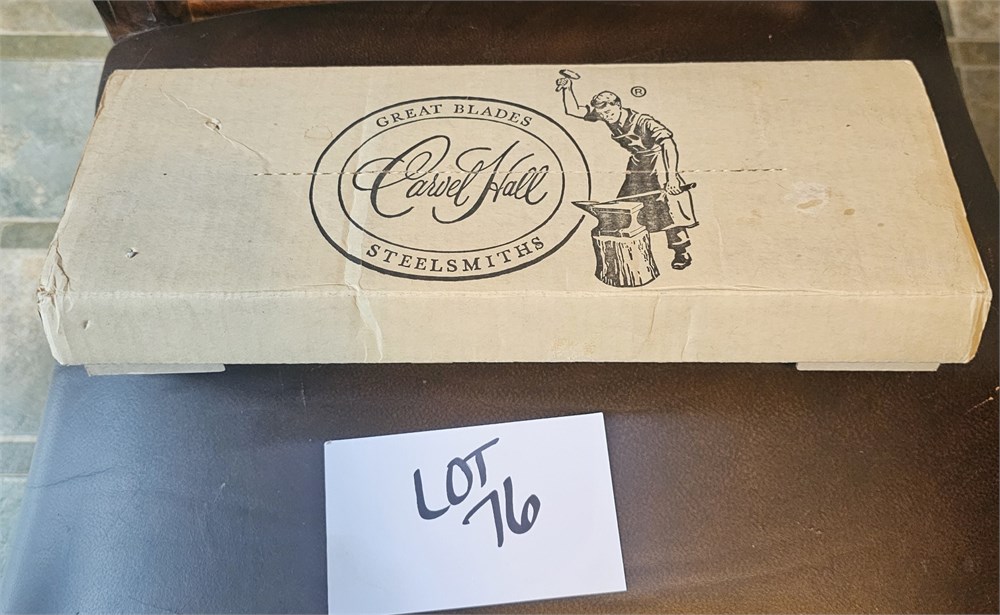 GREAT BLADES
Carvel Hall
STEELSMITHS
®
LOT
76